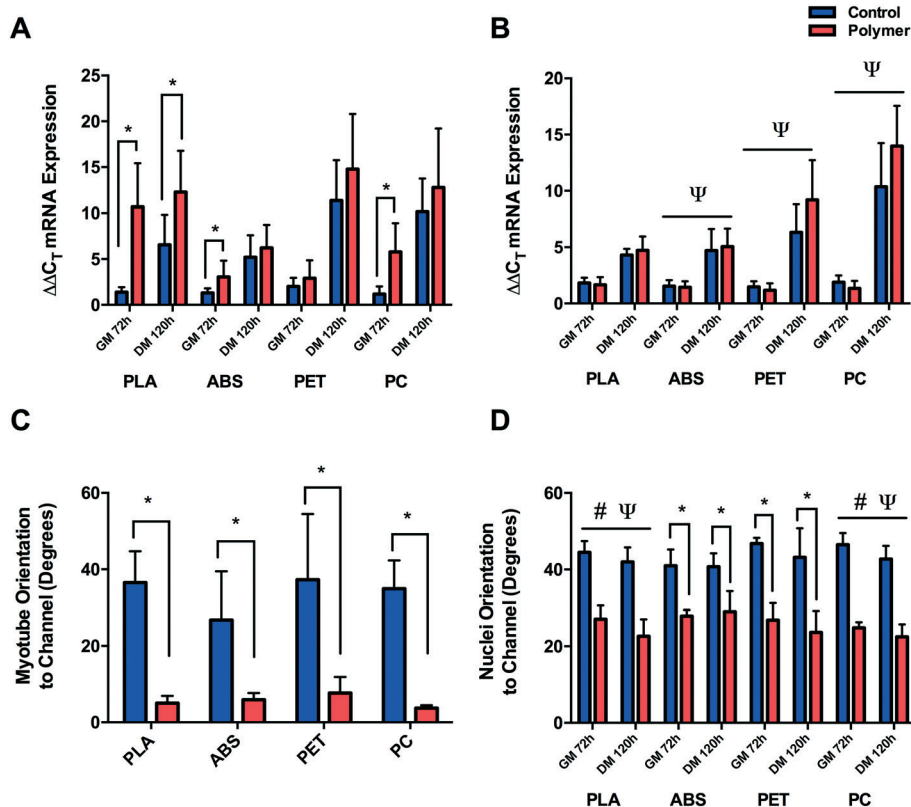 Control
Polymer
A
B
ΔΔCT mRNA Expression
25
20
15
10
5
0
*
*
*
*
GM 72h
DM 120h
GM 72h
DM 120h
GM 72h
DM 120h
GM 72h
DM 120h
PLA
ABS
PET
PC
ΔΔCT mRNA Expression
20
15
10
5
0
Ψ
Ψ
Ψ
GM 72h
DM 120h
GM 72h
DM 120h
GM 72h
DM 120h
GM 72h
DM 120h
PLA
ABS
PET
PC
C
D
Myotube Orientation
to Channel (Degrees)
60
40
20
0
*
*
*
*
PLA
ABS
PET
PC
Nuclei Orientation
to Channel (Degrees)
60
40
20
0
# Ψ
*
*
*
*
# Ψ
GM 72h
DM 120h
GM 72h
DM 120h
GM 72h
DM 120h
GM 72h
DM 120h
PLA
ABS
PET
PC